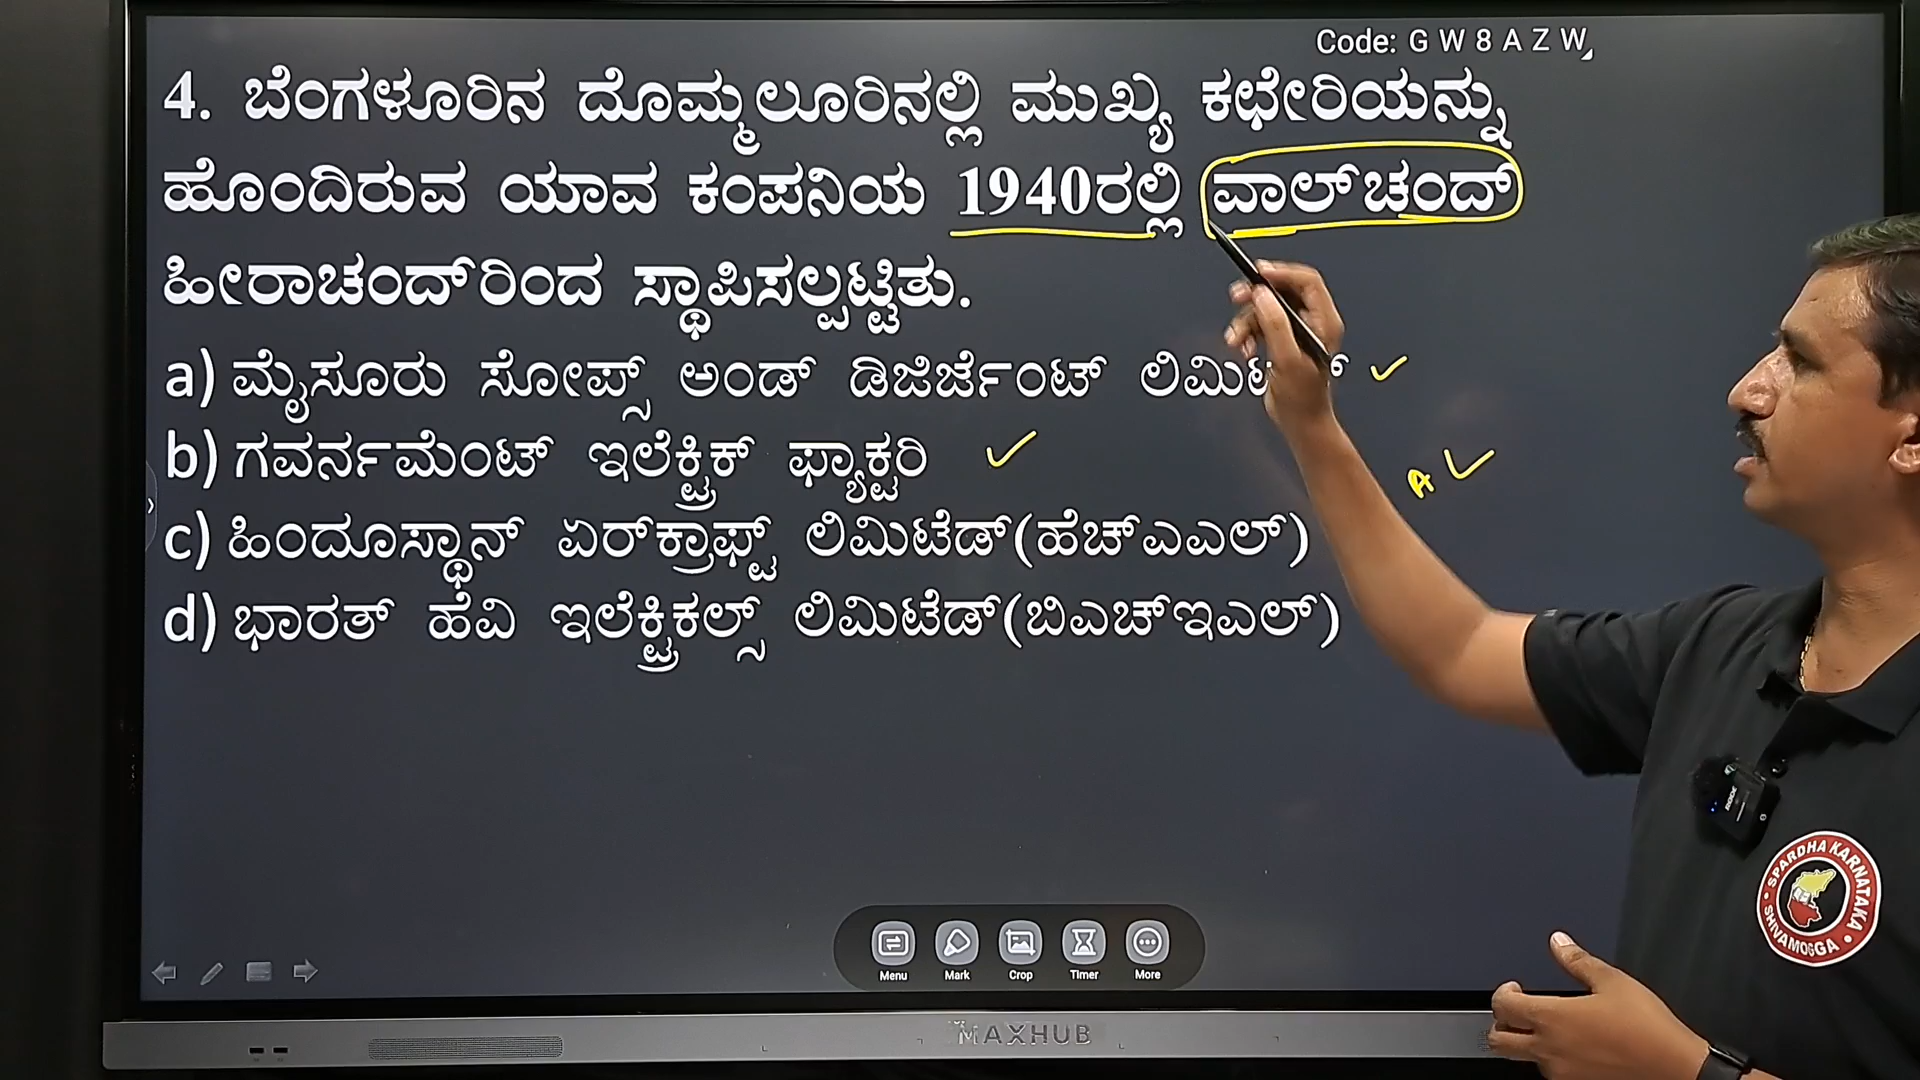 Code: G W 8 A Z W
4. ಬೆಂಗಳೂರಿನ ದೊಮ್ಮಲೂರಿನಲ್ಲಿ ಮುಖ್ಯ ಕಛೇರಿಯನ್ನು
ಹೊಂದಿರುವ ಯಾವ ಕಂಪನಿಯ 1940ರಲ್ಲಿ ವಾಲ್‌ಚಂದ್
ಹೀರಾಚಂದ್‌ರಿಂದ ಸ್ಥಾಪಿಸಲ್ಪಟ್ಟಿತು.
a) ಮೈಸೂರು ಸೋಪ್ಸ್ ಅಂಡ್ ಡಿಜಿರ್ಜೆಂಟ್
b) ಗವರ್ನಮೆಂಟ್ ಇಲೆಕ್ಟ್ರಿಕ್ ಫ್ಯಾಕ್ಟರಿ
A
c) ಹಿಂದೂಸ್ಥಾನ್ ಏರ್‌ಕ್ರಾಫ್ಟ್ ಲಿಮಿಟೆಡ್(ಹೆಚ್‌ಎಎಲ್)
d) ಭಾರತ್ ಹೆವಿ ಇಲೆಕ್ಟ್ರಿಕಲ್ಸ್ ಲಿಮಿಟೆಡ್(ಬಿಎಚ್‌ಇಎಲ್)
RODE
SPARDHA KARNATAKA
SHIVAMOGGA
Menu Mark Crop Timer More
MAXHUB